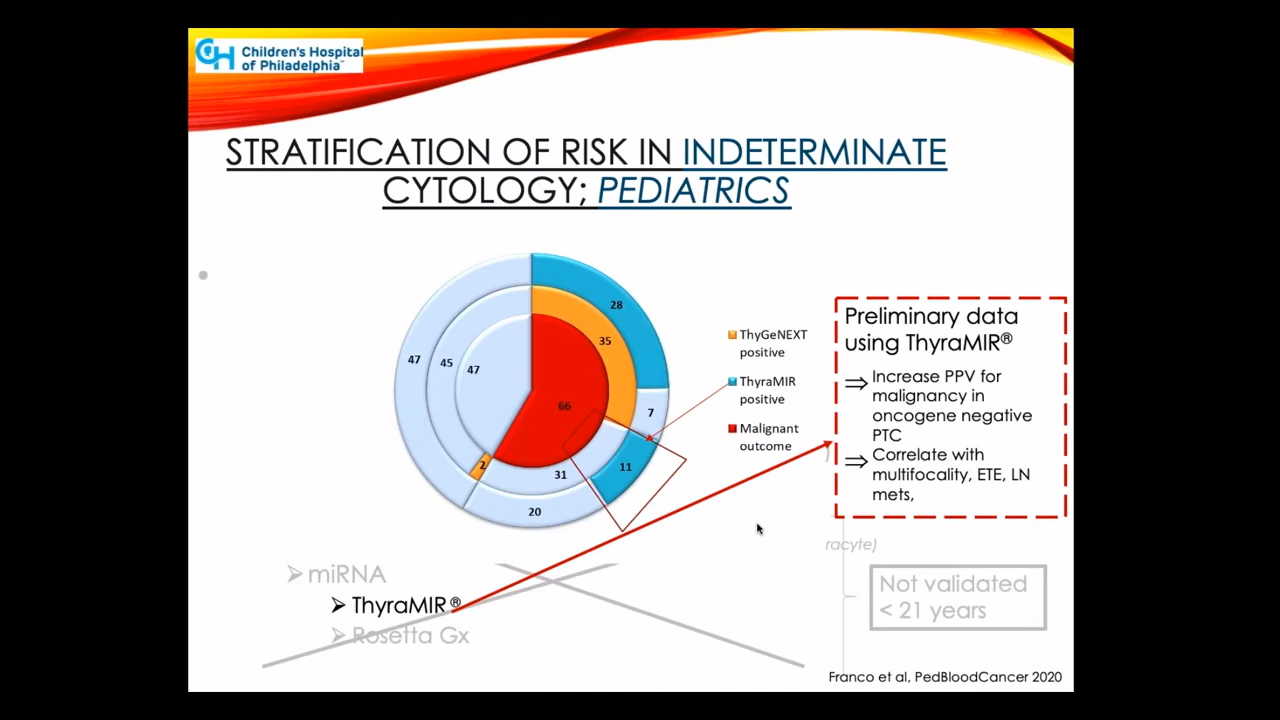 Children's Hospital
of Philadelphia™
STRATIFICATION OF RISK IN INDETERMINATE
CYTOLOGY; PEDIATRICS
28
35
47
45
47
66
7
2
31
11
20
ThyGeNEXT
positive
ThyraMIR
positive
Malignant
outcome
Preliminary data
using ThyraMIR®
⇒ Increase PPV for
malignancy in
oncogene negative
PTC
⇒ Correlate with
multifocality, ETE, LN
mets,
)
racyte)
➢ miRNA
➢ ThyraMIR®
➢ Rosetta Gx
Not validated
< 21 years
Franco et al, PedBloodCancer 2020